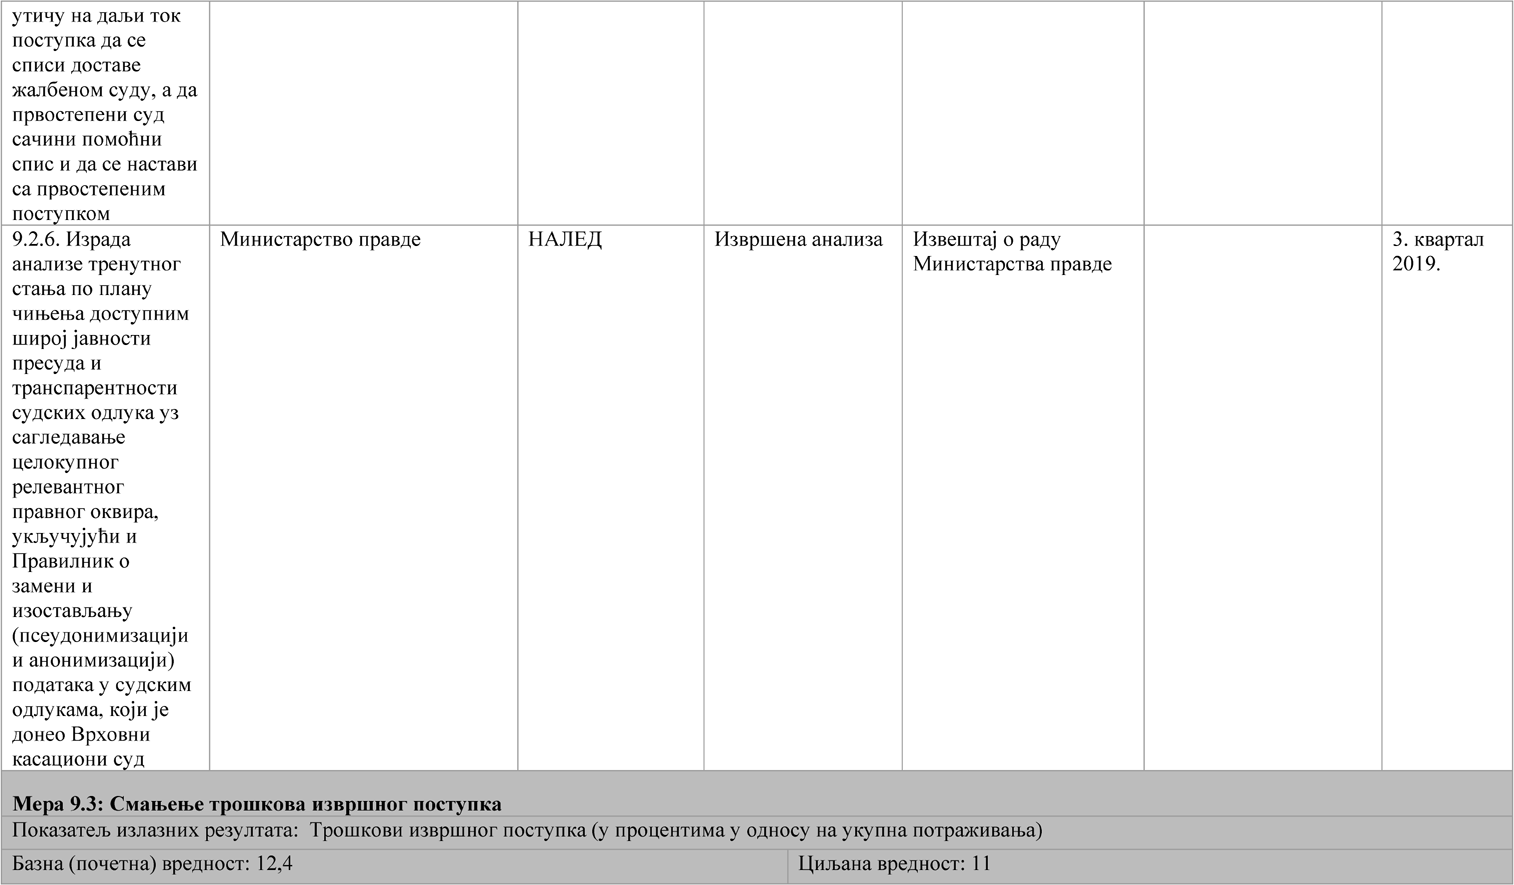 утичу на даљи ток
поступка да се
списи доставе
жалбеном суду, а да
првостепени суд
сачини помоћни
спис и да се настави
са првостепеним
поступком
9.2.6. Израда
анализе тренутног
стања по плану
чињења доступним
широј јавности
пресуда и
транспарентности
судских одлука уз
сагледавање
целокупног
релевантног
правног оквира,
укључујући и
Правилник о
замени и
изостављању
(псеудонимизацији
и анонимизацији)
података у судским
одлукама, који је
донео Врховни
касациони суд
Министарство правде
НАЛЕД
Извршена анализа
Извештај о раду
Министарства правде
3. квартал
2019.
Мера 9.3: Смањење трошкова извршног поступка
Показатељ излазних резултата:  Трошкови извршног поступка (у процентима у односу на укупна потраживања)
Базна (почетна) вредност: 12,4
Циљана вредност: 11